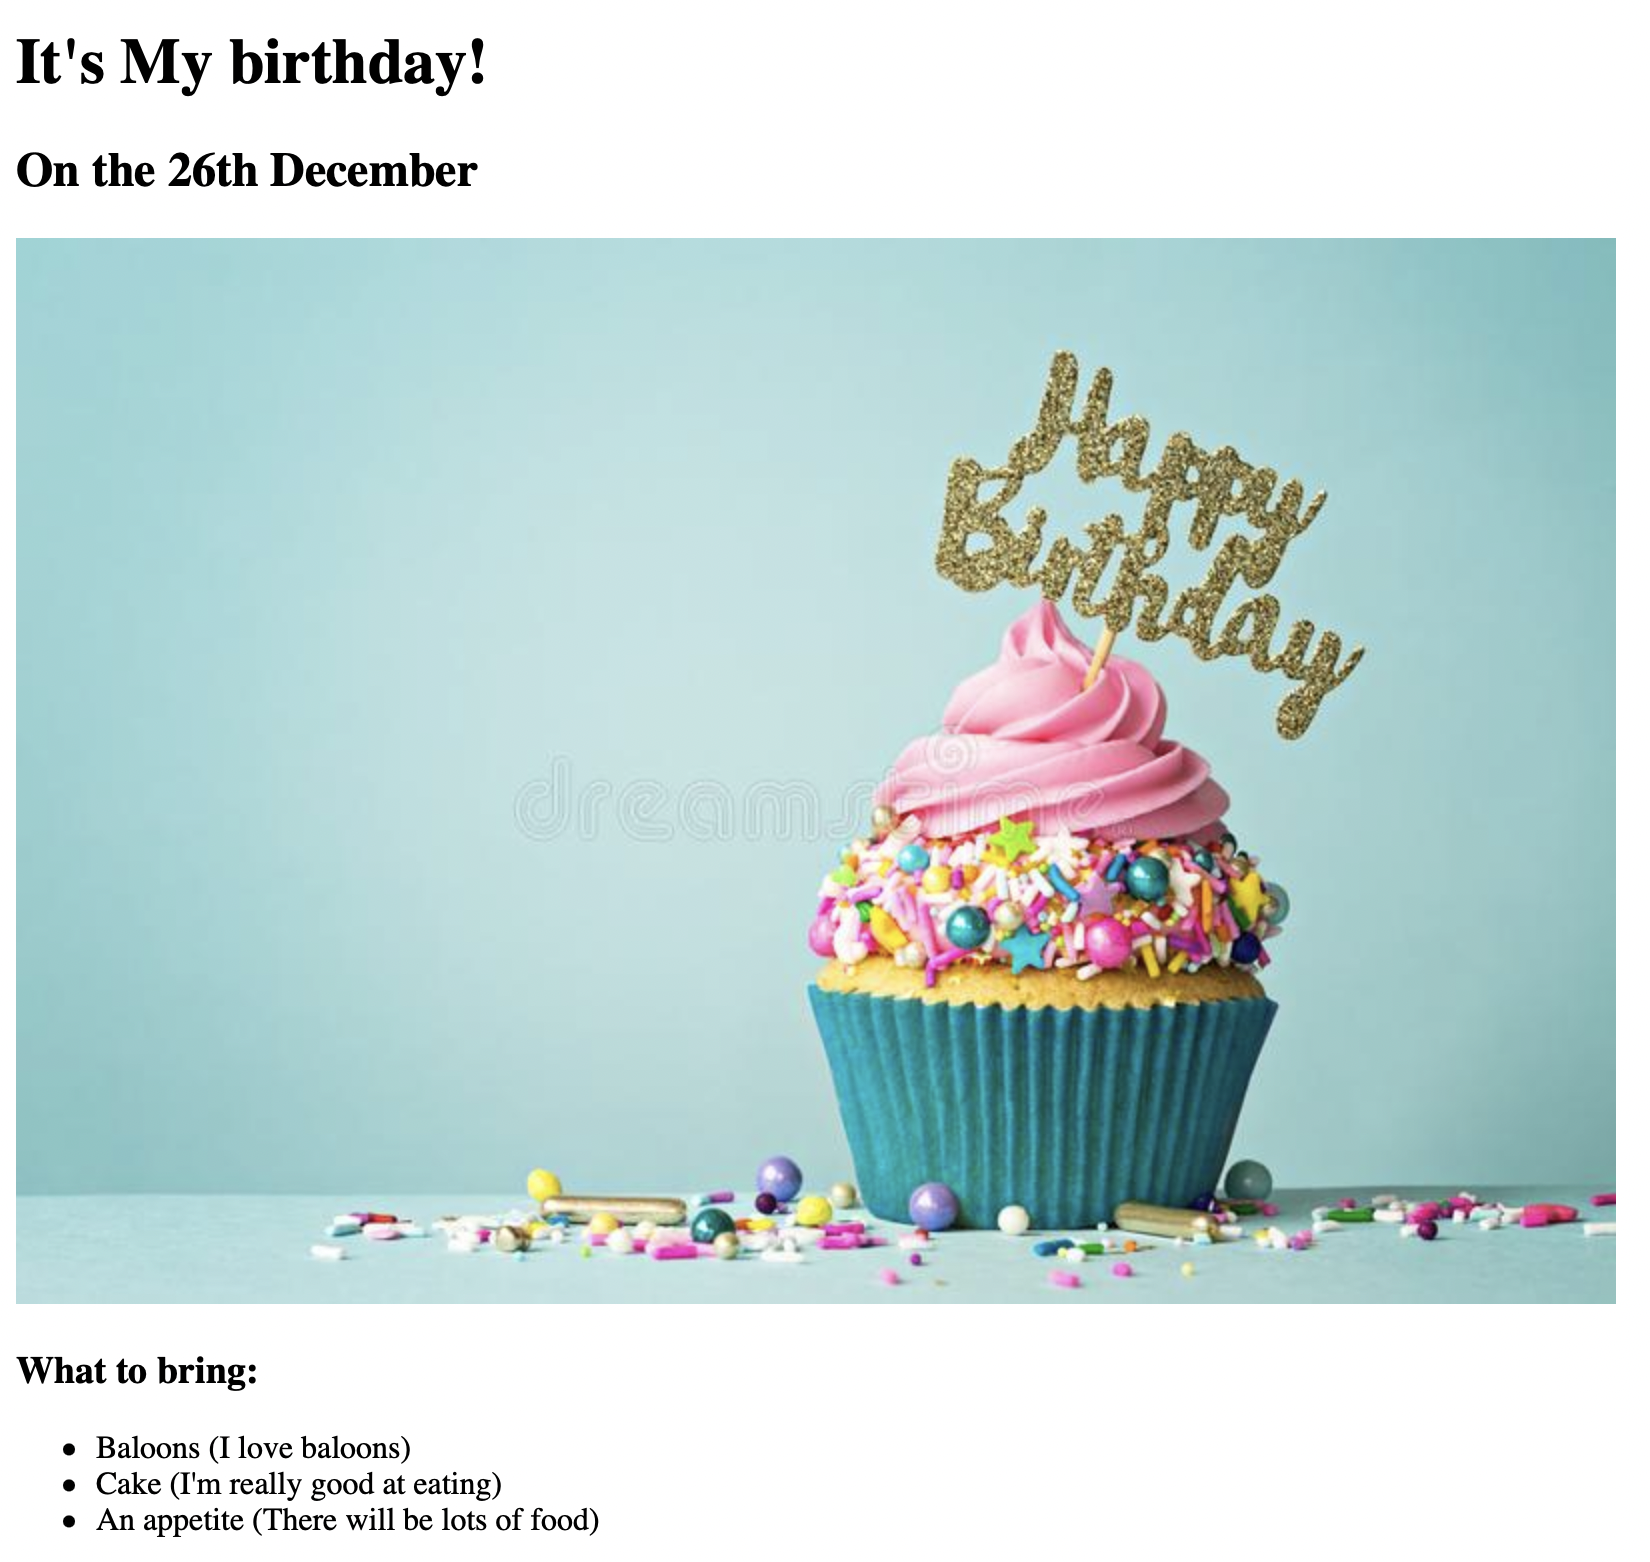 It's My birthday!
On the 26th December
Happy
Birthday
dreamstime
What to bring:
Baloons (I love baloons)
Cake (I'm really good at eating)
An appetite (There will be lots of food)